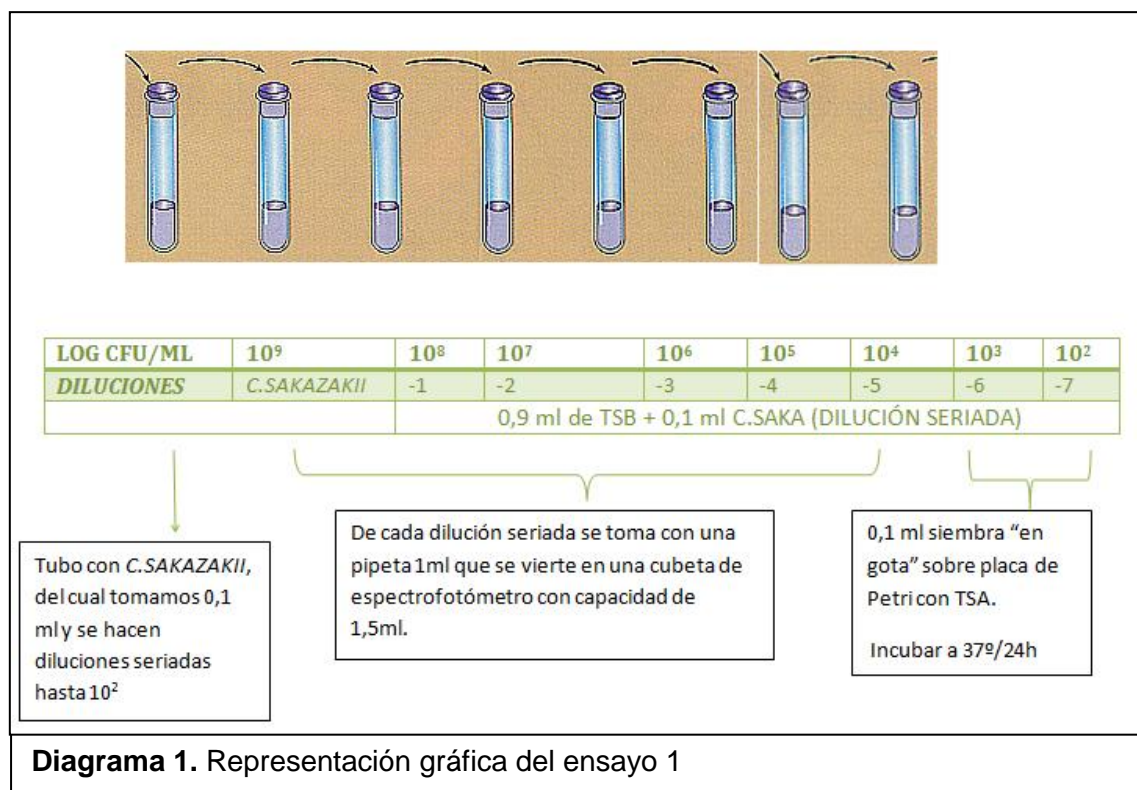 LOG CFU/ML 10⁹ 10⁸ 10⁷ 10⁶ 10⁵ 10⁴ 10³ 10²
DILUCIONES C.SAKAZAKII -1 -2 -3 -4 -5 -6 -7
0,9 ml de TSB + 0,1 ml C.SAKA (DILUCIÓN SERIADA)
Tubo con C.SAKAZAKII,
del cual tomamos 0,1
ml y se hacen
diluciones seriadas
hasta 10²
De cada dilución seriada se toma con una
pipeta 1ml que se vierte en una cubeta de
espectrofotómetro con capacidad de
1,5ml.
0,1 ml siembra “en
gota” sobre placa de
Petri con TSA.
Incubar a 37º/24h
Diagrama 1. Representación gráfica del ensayo 1